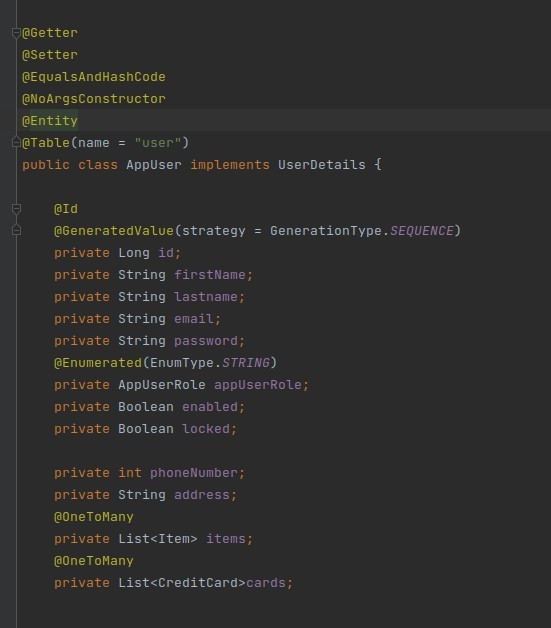 @Getter
@Setter
@EqualsAndHashCode
@NoArgsConstructor
@Entity
@Table(name = "user")
public class AppUser implements UserDetails {
@Id
@GeneratedValue(strategy = GenerationType.SEQUENCE)
private Long id;
private String firstName;
private String lastname;
private String email;
private String password;
@Enumerated(EnumType.STRING)
private AppUserRole appUserRole;
private Boolean enabled;
private Boolean locked;
private int phoneNumber;
private String address;
@OneToMany
private List<Item> items;
@OneToMany
private List<CreditCard>cards;